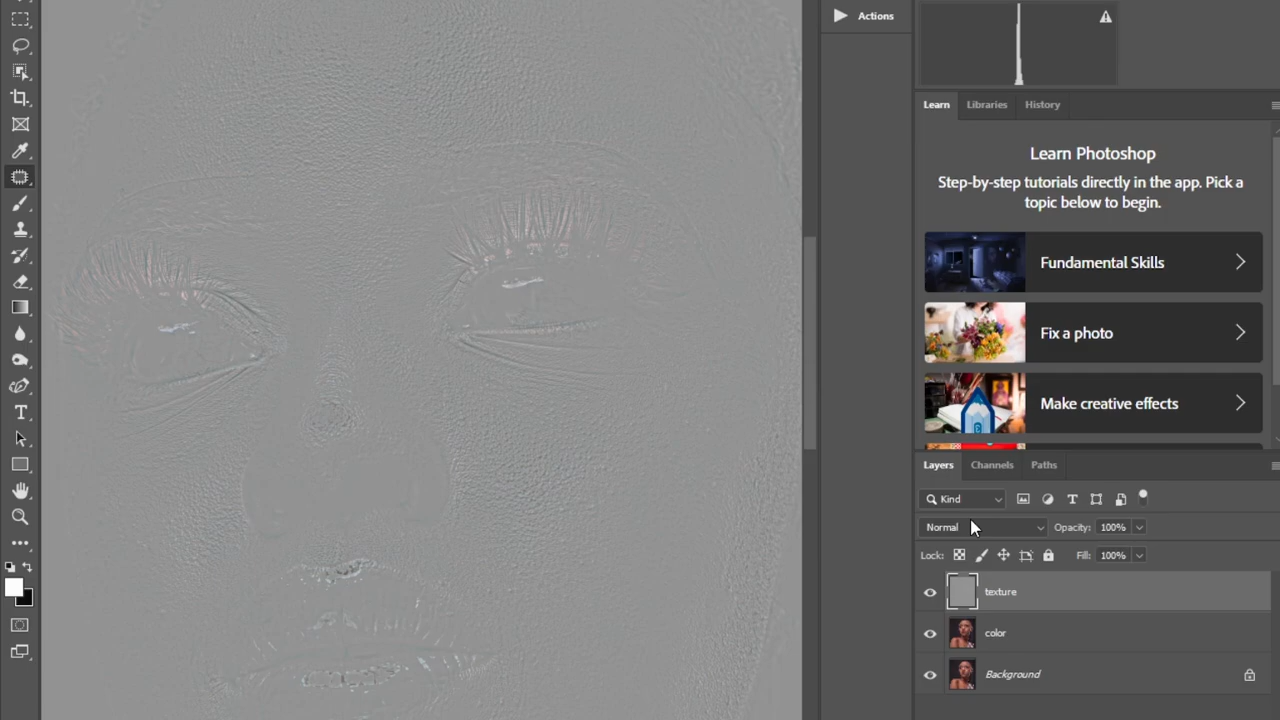 Actions
Learn
Libraries
History
Learn Photoshop
Step-by-step tutorials directly in the app. Pick a
topic below to begin.
Fundamental Skills
Fix a photo
Make creative effects
Layers
Channels
Paths
Kind
Normal
Opacity: 100%
Lock:
Fill: 100%
texture
color
Background